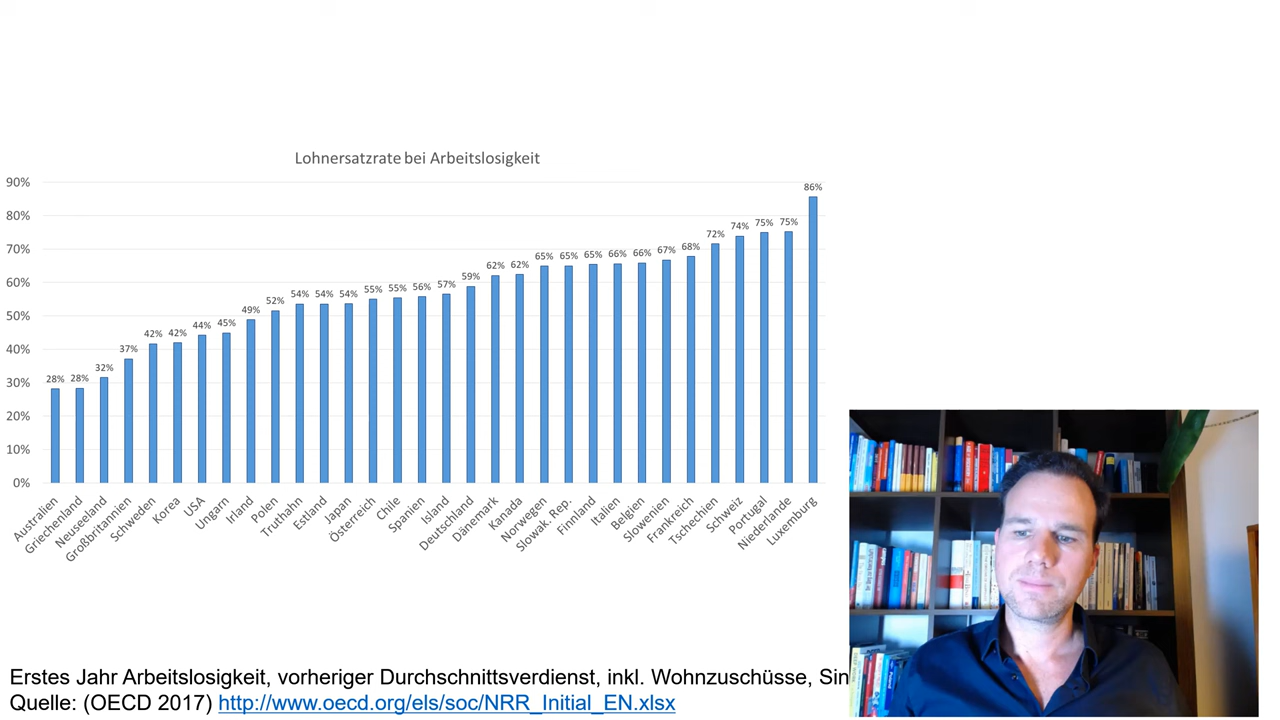 Lohnersatzrate bei Arbeitslosigkeit
90%
80%
70%
60%
50%
40%
30%
20%
10%
0%
28% 28% 32% 37% 42% 42% 44% 45% 49% 52% 54% 54% 54% 55% 55% 56% 57% 59% 62% 62% 65% 65% 65% 66% 66% 67% 68% 72% 74% 75% 75% 86%
Australien
Griechenland
Neuseeland
Großbritannien
Schweden
Korea
USA
Ungarn
Irland
Polen
Truthahn
Estland
Japan
Österreich
Chile
Spanien
Island
Deutschland
Dänemark
Kanada
Norwegen
Slowak. Rep.
Finnland
Italien
Belgien
Slowenien
Frankreich
Tschechien
Schweiz
Portugal
Niederlande
Luxemburg
Erstes Jahr Arbeitslosigkeit, vorheriger Durchschnittsverdienst, inkl. Wohnzuschüsse, Sin
Quelle: (OECD 2017) http://www.oecd.org/els/soc/NRR_Initial_EN.xlsx